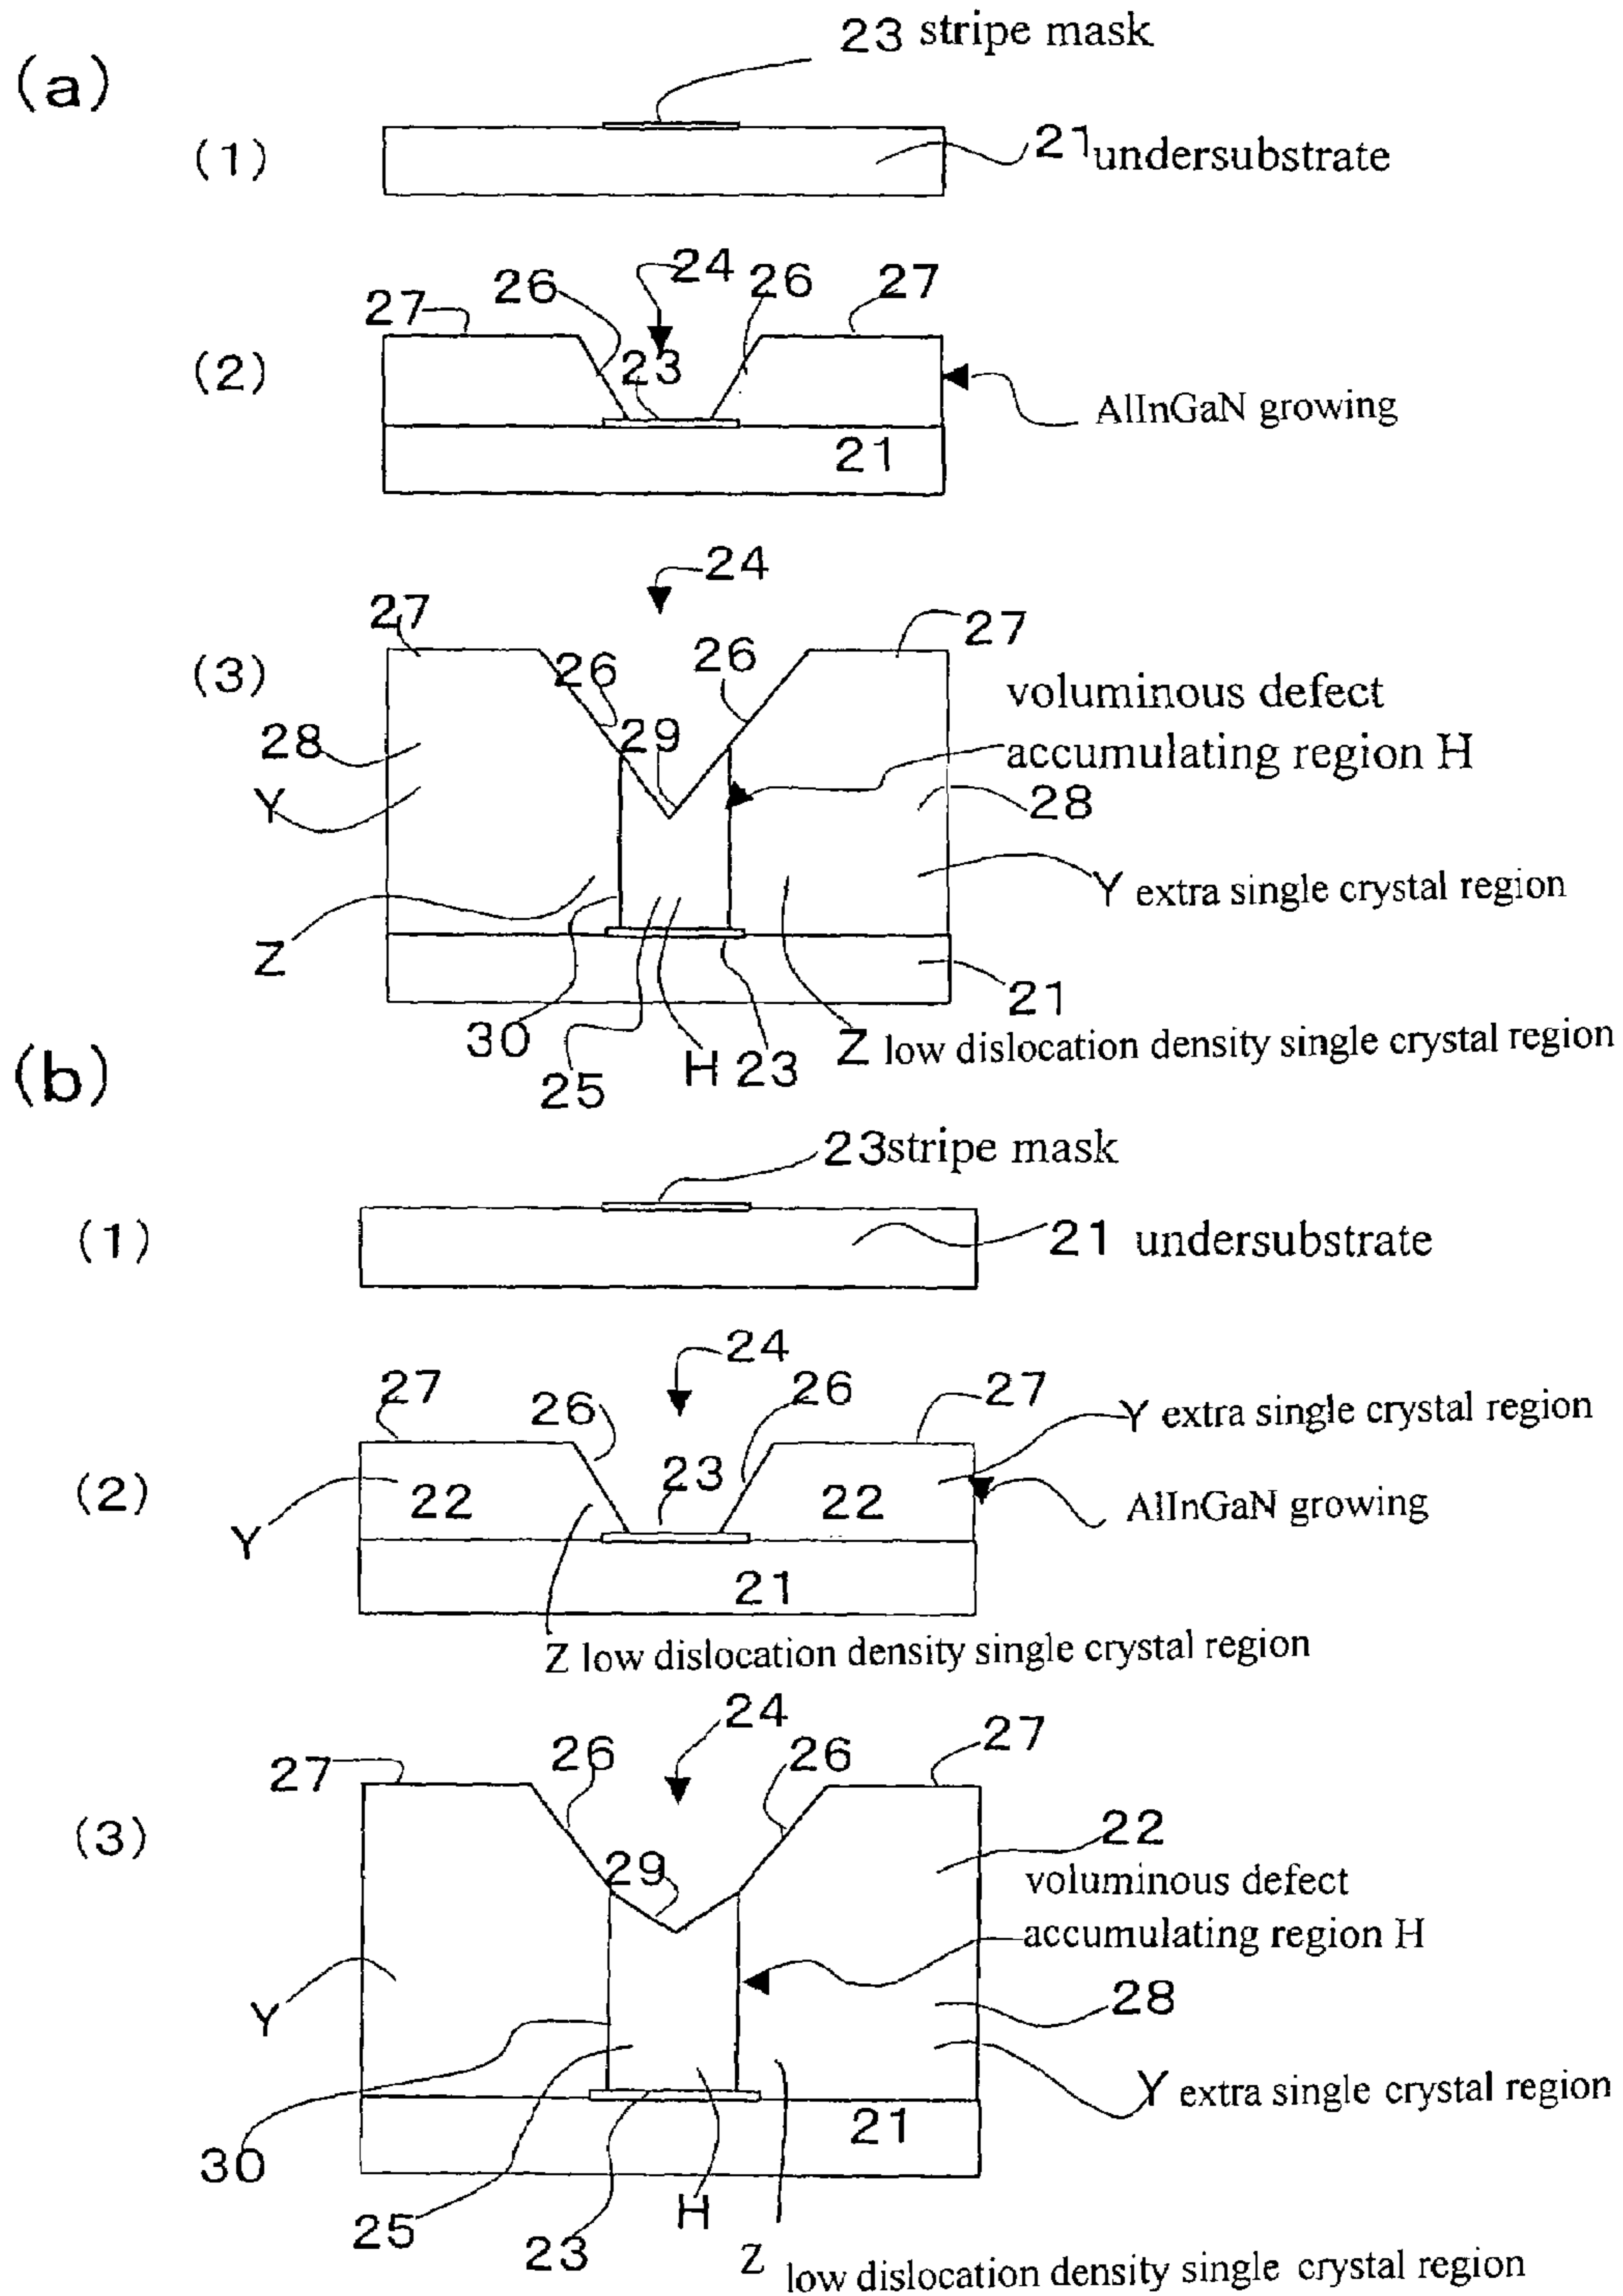 (a)
23 stripe mask
(1)
21 undersubstrate
24
26
26
27
27
23
(2)
AlInGaN growing
21
24
27
27
(3)
26
26
voluminous defect
29
28
accumulating region H
Y
28
Y extra single crystal region
Z
21
30
Z low dislocation density single crystal region
25
H
23
(b)
23 stripe mask
(1)
21 undersubstrate
24
27
26
26
27
Y extra single crystal region
23
(2)
22
22
AlInGaN growing
Y
21
Z low dislocation density single crystal region
24
27
26
26
27
(3)
22
29
voluminous defect
accumulating region H
Y
28
Y extra single crystal region
21
30
25
H
23
Z low dislocation density single crystal region